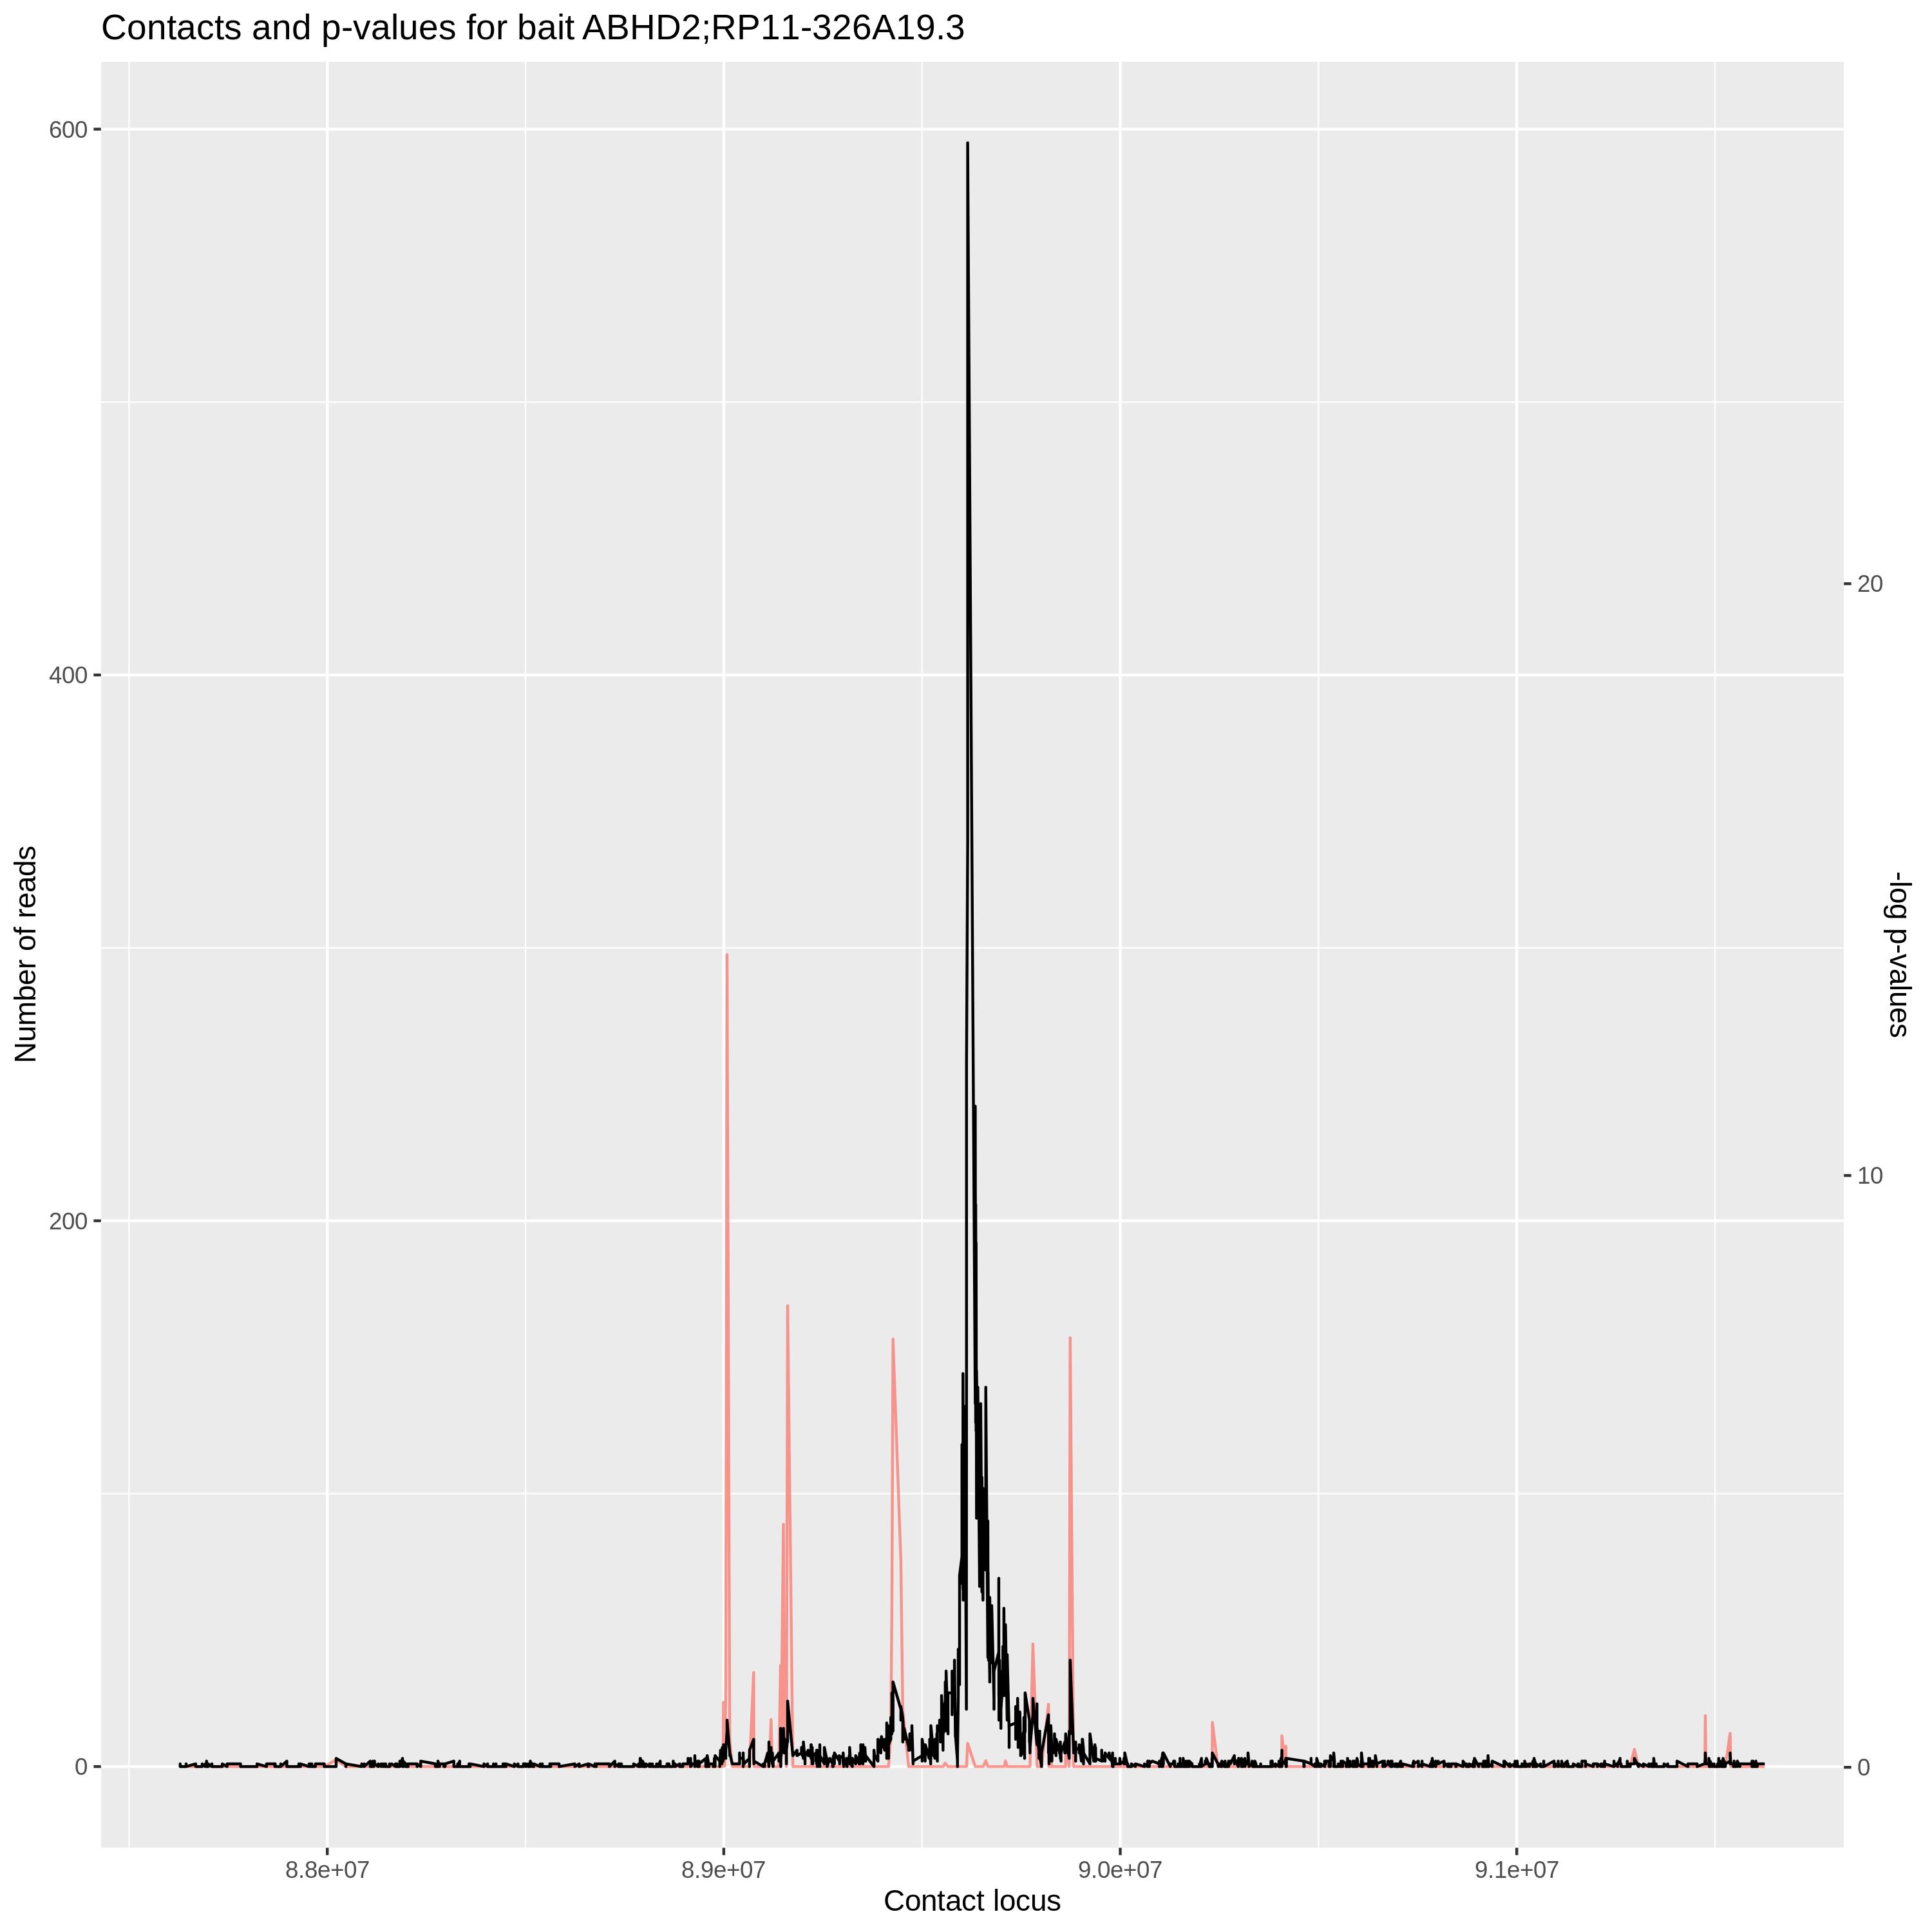 Contacts and p-values for bait ABHD2;RP11-326A19.3
600
400
200
0
Number of reads
20
10
0
-log p-values
8.8e+07
8.9e+07
9.0e+07
9.1e+07
Contact locus